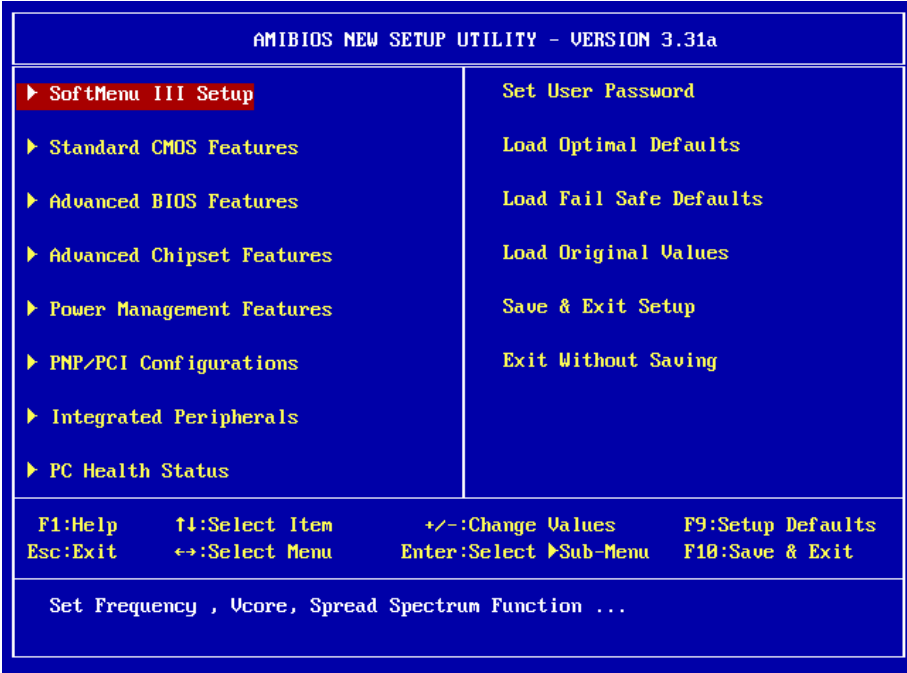 AMIBIOS NEW SETUP UTILITY - VERSION 3.31a
SoftMenu III Setup
Standard CMOS Features
Advanced BIOS Features
Advanced Chipset Features
Power Management Features
PNP/PCI Configurations
Integrated Peripherals
PC Health Status
Set User Password
Load Optimal Defaults
Load Fail Safe Defaults
Load Original Values
Save & Exit Setup
Exit Without Saving
F1:Help ↑↓:Select Item +/-:Change Values F9:Setup Defaults
Esc:Exit ↔:Select Menu Enter:Select ▶Sub-Menu F10:Save & Exit
Set Frequency , Vcore, Spread Spectrum Function ...